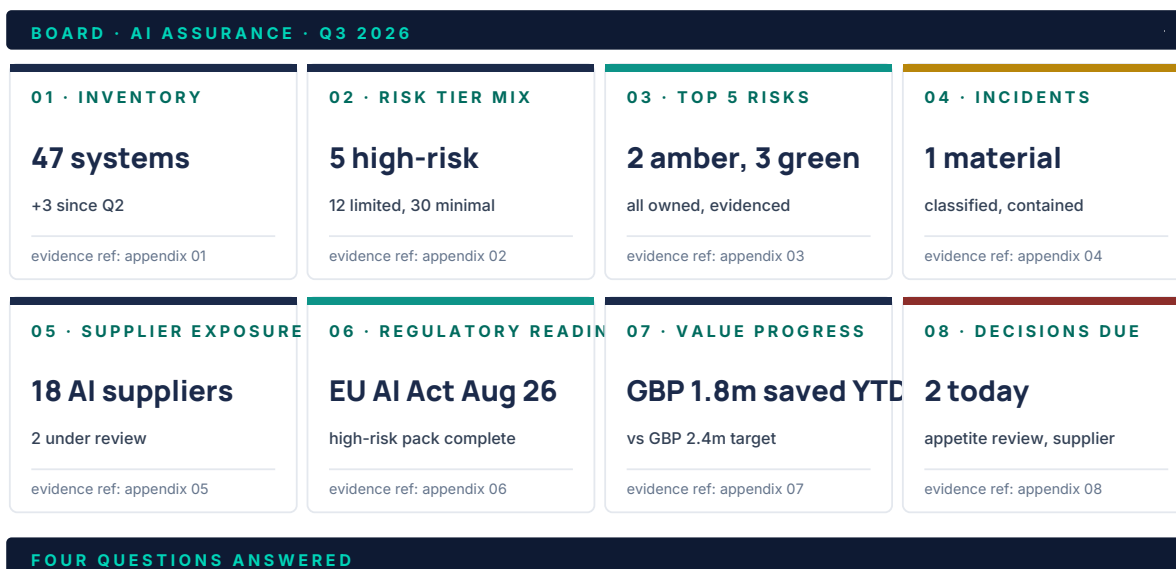 BOARD · AI ASSURANCE · Q3 2026
01 · INVENTORY
47 systems
+3 since Q2
evidence ref: appendix 01
02 · RISK TIER MIX
5 high-risk
12 limited, 30 minimal
evidence ref: appendix 02
03 · TOP 5 RISKS
2 amber, 3 green
all owned, evidenced
evidence ref: appendix 03
04 · INCIDENTS
1 material
classified, contained
evidence ref: appendix 04
05 · SUPPLIER EXPOSURE
18 AI suppliers
2 under review
evidence ref: appendix 05
06 · REGULATORY READIN
EU AI Act Aug 26
high-risk pack complete
evidence ref: appendix 06
07 · VALUE PROGRESS
GBP 1.8m saved YTD
vs GBP 2.4m target
evidence ref: appendix 07
08 · DECISIONS DUE
2 today
appetite review, supplier
evidence ref: appendix 08
FOUR QUESTIONS ANSWERED